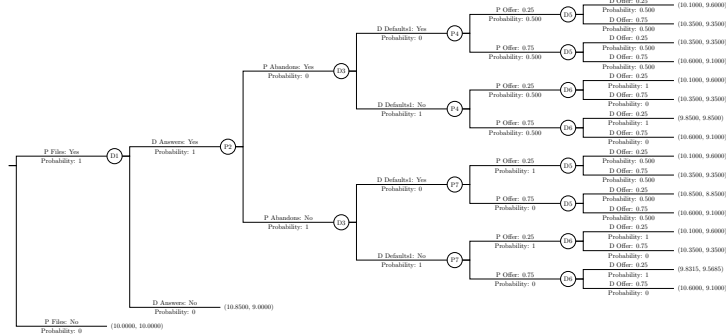 P Files: Yes
Probability: 1
P Files: No
Probability: 0
(10.0000, 10.0000)
D1
D Answers: Yes
Probability: 1
D Answers: No
Probability: 0
(10.8500, 9.0000)
P2
P Abandons: Yes
Probability: 0
P Abandons: No
Probability: 1
D3
D Defaults1: Yes
Probability: 0
D Defaults1: No
Probability: 1
D3
D Defaults1: Yes
Probability: 0
D Defaults1: No
Probability: 1
P4
P Offer: 0.25
Probability: 0.500
P Offer: 0.75
Probability: 0.500
P4
P Offer: 0.25
Probability: 0.500
P Offer: 0.75
Probability: 0.500
P7
P Offer: 0.25
Probability: 1
P Offer: 0.75
Probability: 0
P7
P Offer: 0.25
Probability: 1
P Offer: 0.75
Probability: 0
D5
D Offer: 0.25
Probability: 0.500
(10.1000, 9.6000)
D Offer: 0.75
Probability: 0.500
(10.3500, 9.3500)
D5
D Offer: 0.25
Probability: 0.500
(10.3500, 9.3500)
D Offer: 0.75
Probability: 0.500
(10.6000, 9.1000)
D6
D Offer: 0.25
Probability: 1
(10.1000, 9.6000)
D Offer: 0.75
Probability: 0
(10.3500, 9.3500)
D6
D Offer: 0.25
Probability: 1
(9.8500, 9.8500)
D Offer: 0.75
Probability: 0
(10.6000, 9.1000)
D5
D Offer: 0.25
Probability: 0.500
(10.1000, 9.6000)
D Offer: 0.75
Probability: 0.500
(10.3500, 9.3500)
D5
D Offer: 0.25
Probability: 0.500
(10.8500, 8.8500)
D Offer: 0.75
Probability: 0.500
(10.6000, 9.1000)
D6
D Offer: 0.25
Probability: 1
(10.1000, 9.6000)
D Offer: 0.75
Probability: 0
(10.3500, 9.3500)
D6
D Offer: 0.25
Probability: 1
(9.8315, 9.5685)
D Offer: 0.75
Probability: 0
(10.6000, 9.1000)